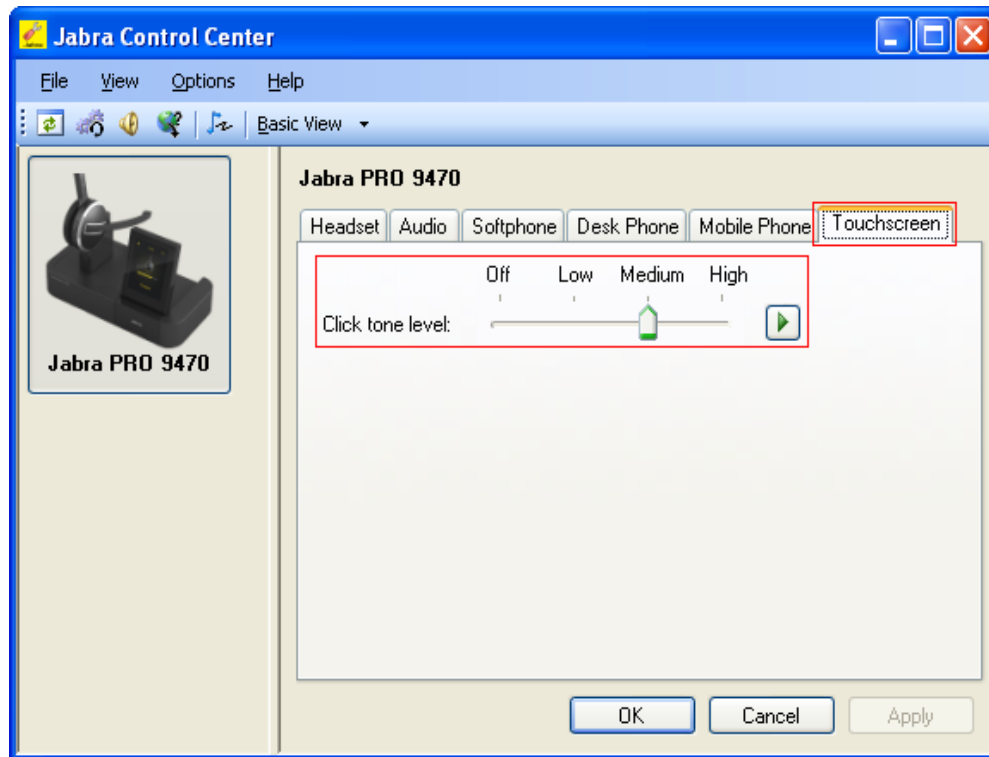 Jabra Control Center
File View Options Help
Basic View
Jabra PRO 9470
Jabra PRO 9470
Headset Audio Softphone Desk Phone Mobile Phone Touchscreen
Off Low Medium High
Click tone level:
OK Cancel Apply